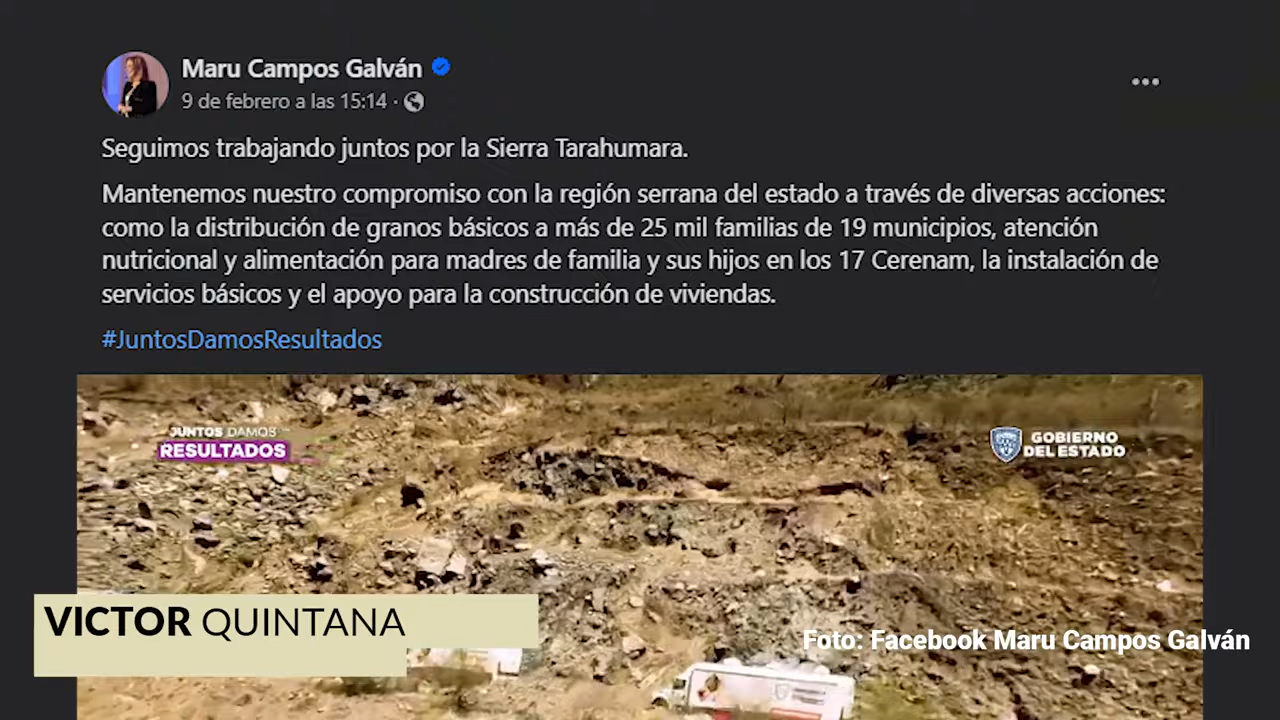 Maru Campos Galván
9 de febrero a las 15:14 ·
Seguimos trabajando juntos por la Sierra Tarahumara.
Mantenemos nuestro compromiso con la región serrana del estado a través de diversas acciones:
como la distribución de granos básicos a más de 25 mil familias de 19 municipios, atención
nutricional y alimentación para madres de familia y sus hijos en los 17 Cerenam, la instalación de
servicios básicos y el apoyo para la construcción de viviendas.
#JuntosDamosResultados
JUNTOS DAMOS
RESULTADOS
GOBIERNO
DEL ESTADO
VICTOR QUINTANA
Foto: Facebook Maru Campos Galván